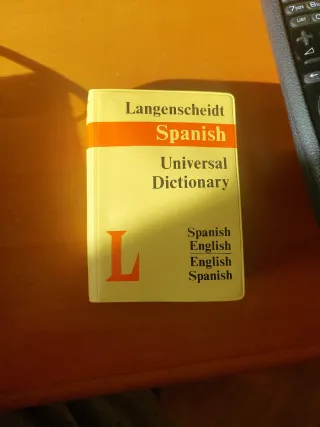 Langenscheidt
Spanish
Universal
Dictionary
L
Spanish
English
English
Spanish